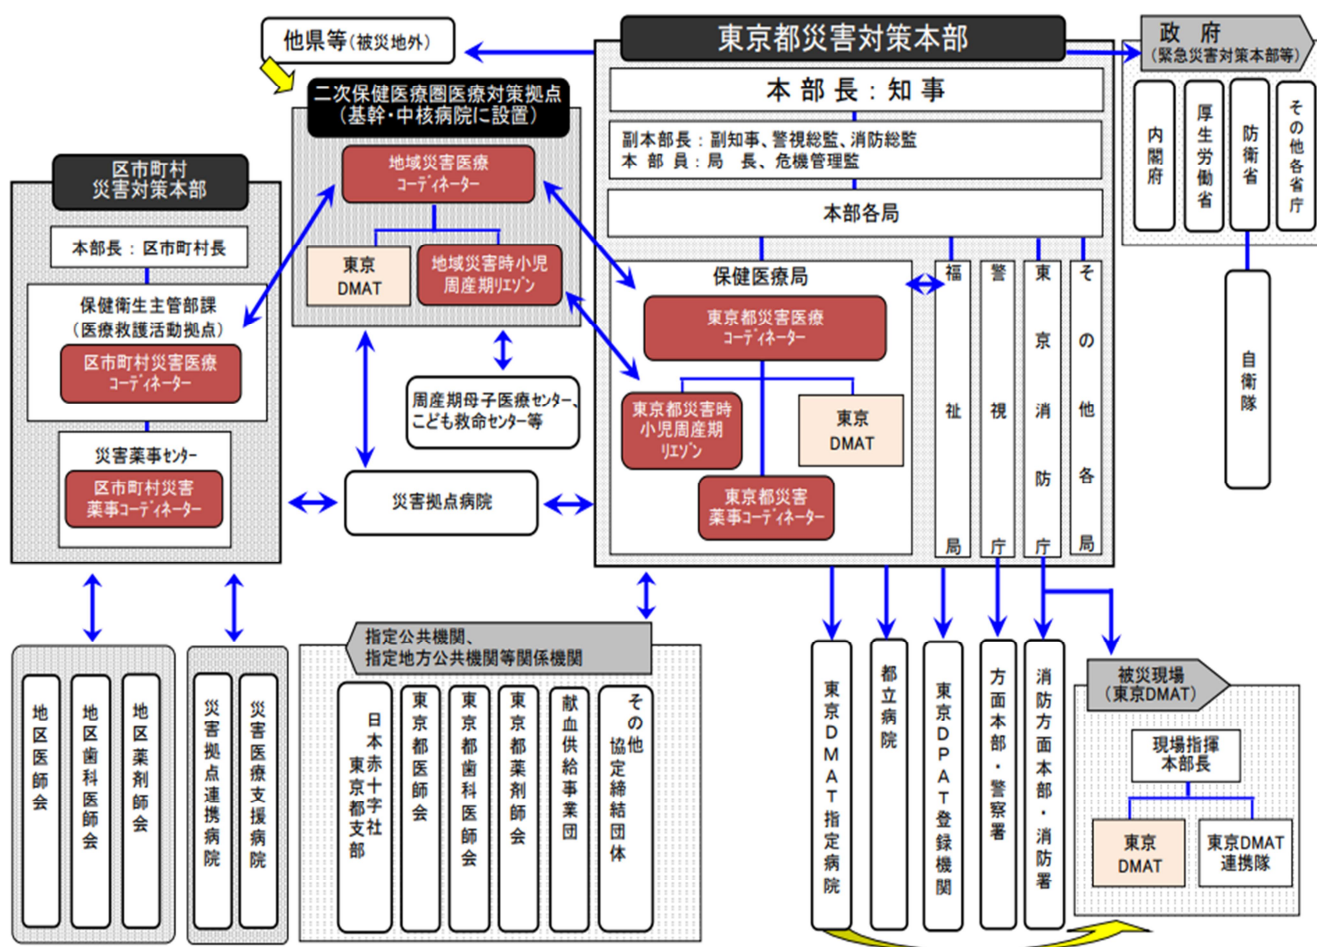 他県等(被災地外)
東京都災害対策本部
政　府
(緊急災害対策本部等)
内閣府
厚生労働省
防衛省
その他各省庁
自衛隊
本部長：知事
副本部長：副知事、警視総監、消防総監
本 部 員：局　長、危機管理監
本部各局
保健医療局
東京都災害医療
コーディネーター
東京都災害時
小児周産期
リエゾン
東京
DMAT
東京都災害
薬事コーディネーター
福祉局
警視庁
東京消防庁
その他各局
二次保健医療圏医療対策拠点
(基幹・中核病院に設置)
地域災害医療
コーディネーター
東京
DMAT
地域災害時小児
周産期リエゾン
周産期母子医療センター、
こども救命センター等
災害拠点病院
区市町村
災害対策本部
本部長：区市町村長
保健衛生主管部課
(医療救護活動拠点)
区市町村災害医療
コーディネーター
災害薬事センター
区市町村災害
薬事コーディネーター
地区医師会
地区歯科医師会
地区薬剤師会
災害拠点連携病院
災害医療支援病院
指定公共機関、
指定地方公共機関等関係機関
日本赤十字社
東京都支部
東京都医師会
東京都歯科医師会
東京都薬剤師会
献血供給事業団
その他
協定締結団体
東京DMAT指定病院
都立病院
東京DPAT登録機関
方面本部・警察署
消防方面本部・消防署
被災現場
(東京DMAT)
現場指揮
本部長
東京
DMAT
東京DMAT
連携隊